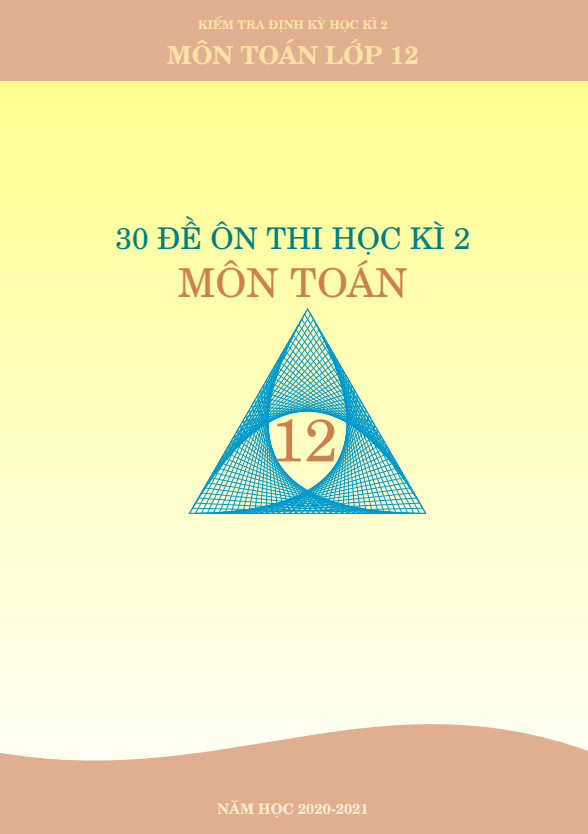 KIỂM TRA ĐỊNH KỲ HỌC KÌ 2
MÔN TOÁN LỚP 12
30 ĐỀ ÔN THI HỌC KÌ 2
MÔN TOÁN
12
NĂM HỌC 2020-2021